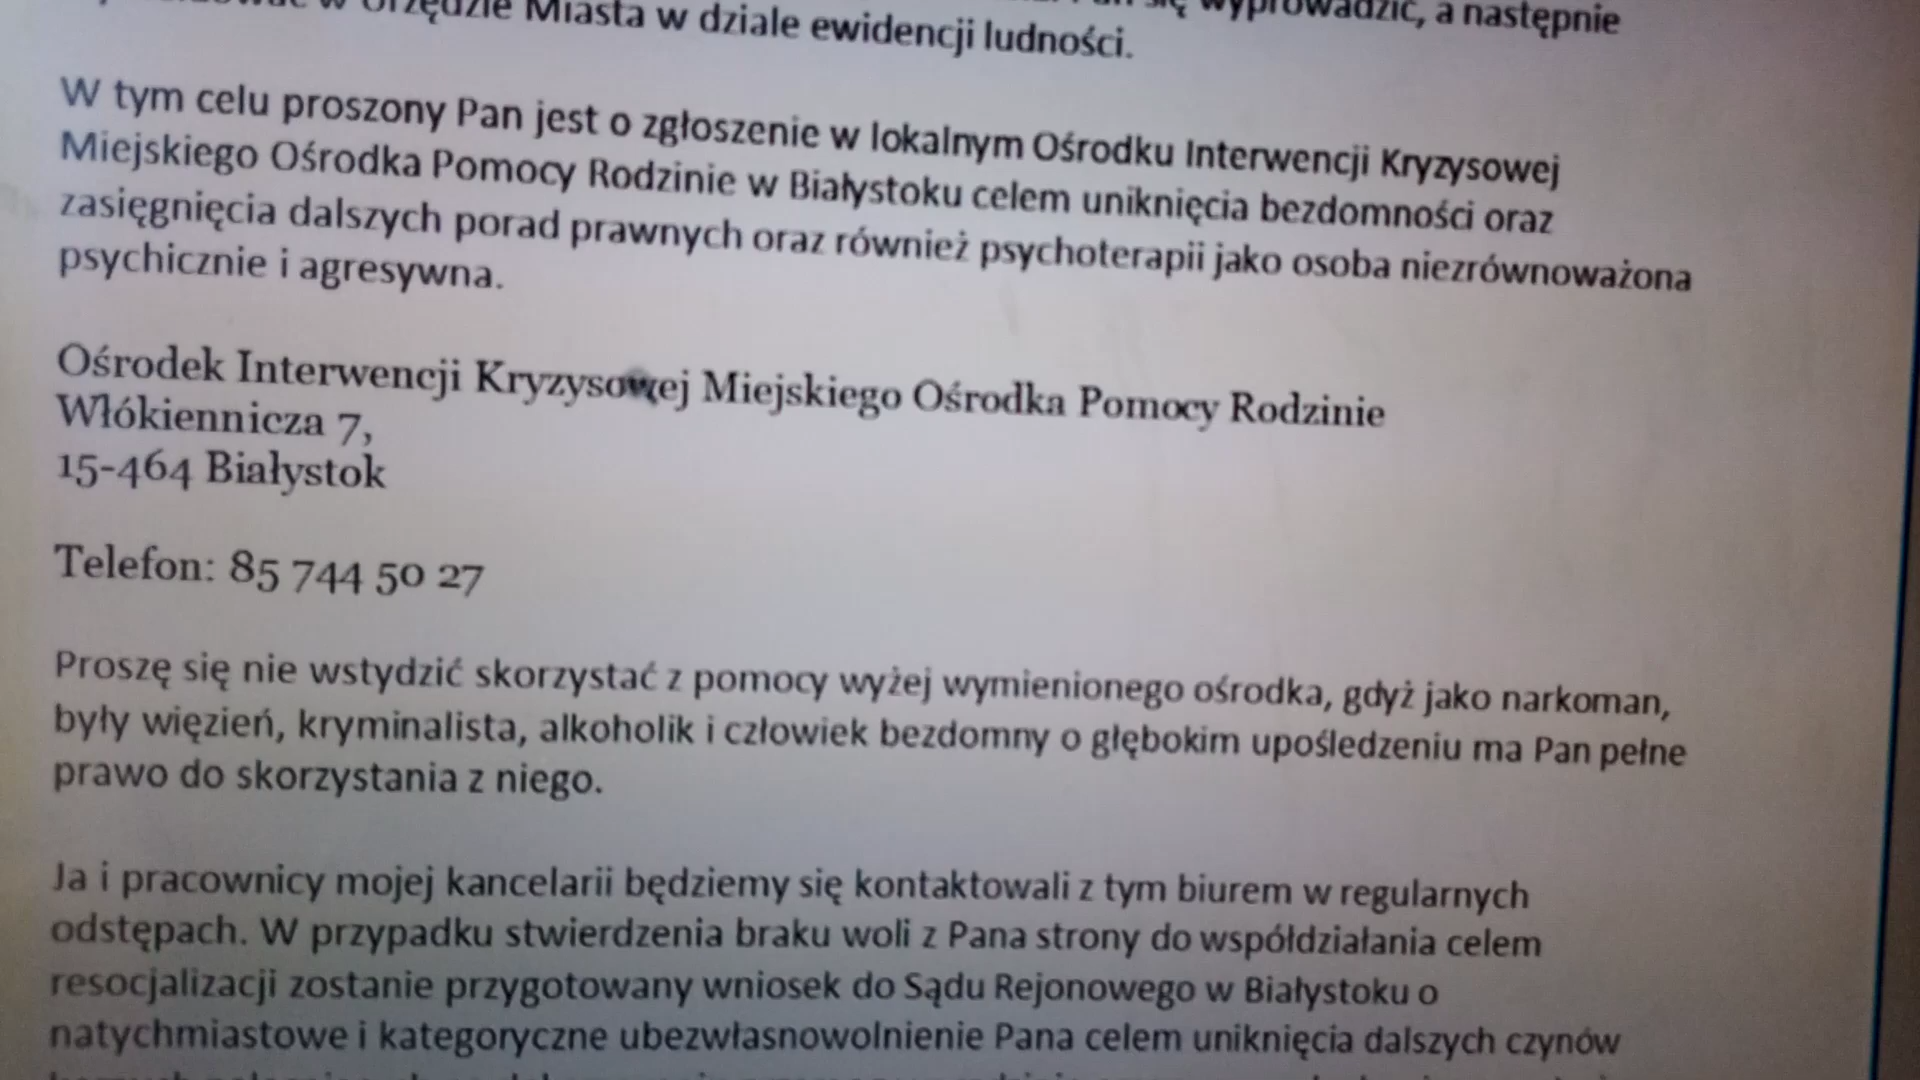 w Urzędzie Miasta w dziale ewidencji ludności. się wyprowadzić, a następnie
W tym celu proszony Pan jest o zgłoszenie w lokalnym Ośrodku Interwencji Kryzysowej
Miejskiego Ośrodka Pomocy Rodzinie w Białystoku celem uniknięcia bezdomności oraz
zasięgnięcia dalszych porad prawnych oraz również psychoterapii jako osoba niezrównoważona
psychicznie i agresywna.
Ośrodek Interwencji Kryzysowej Miejskiego Ośrodka Pomocy Rodzinie
Włókiennicza 7,
15-464 Białystok
Telefon: 85 744 50 27
Proszę się nie wstydzić skorzystać z pomocy wyżej wymienionego ośrodka, gdyż jako narkoman,
były więzień, kryminalista, alkoholik i człowiek bezdomny o głębokim upośledzeniu ma Pan pełne
prawo do skorzystania z niego.
Ja i pracownicy mojej kancelarii będziemy się kontaktowali z tym biurem w regularnych
odstępach. W przypadku stwierdzenia braku woli z Pana strony do współdziałania celem
resocjalizacji zostanie przygotowany wniosek do Sądu Rejonowego w Białystoku o
natychmiastowe i kategoryczne ubezwłasnowolnienie Pana celem uniknięcia dalszych czynów